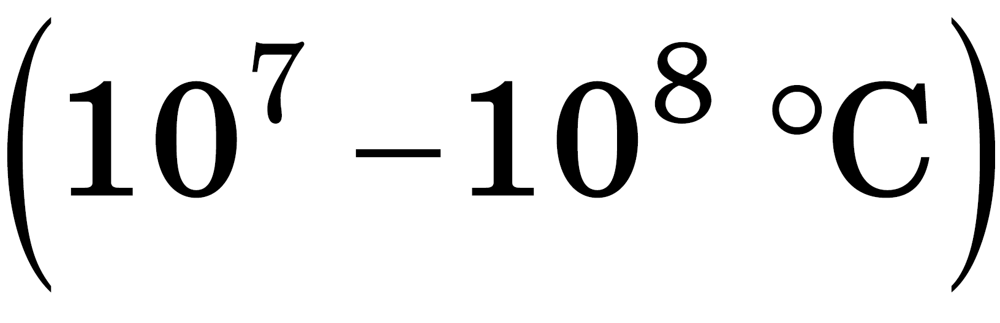 (10⁷ –10⁸ °C)